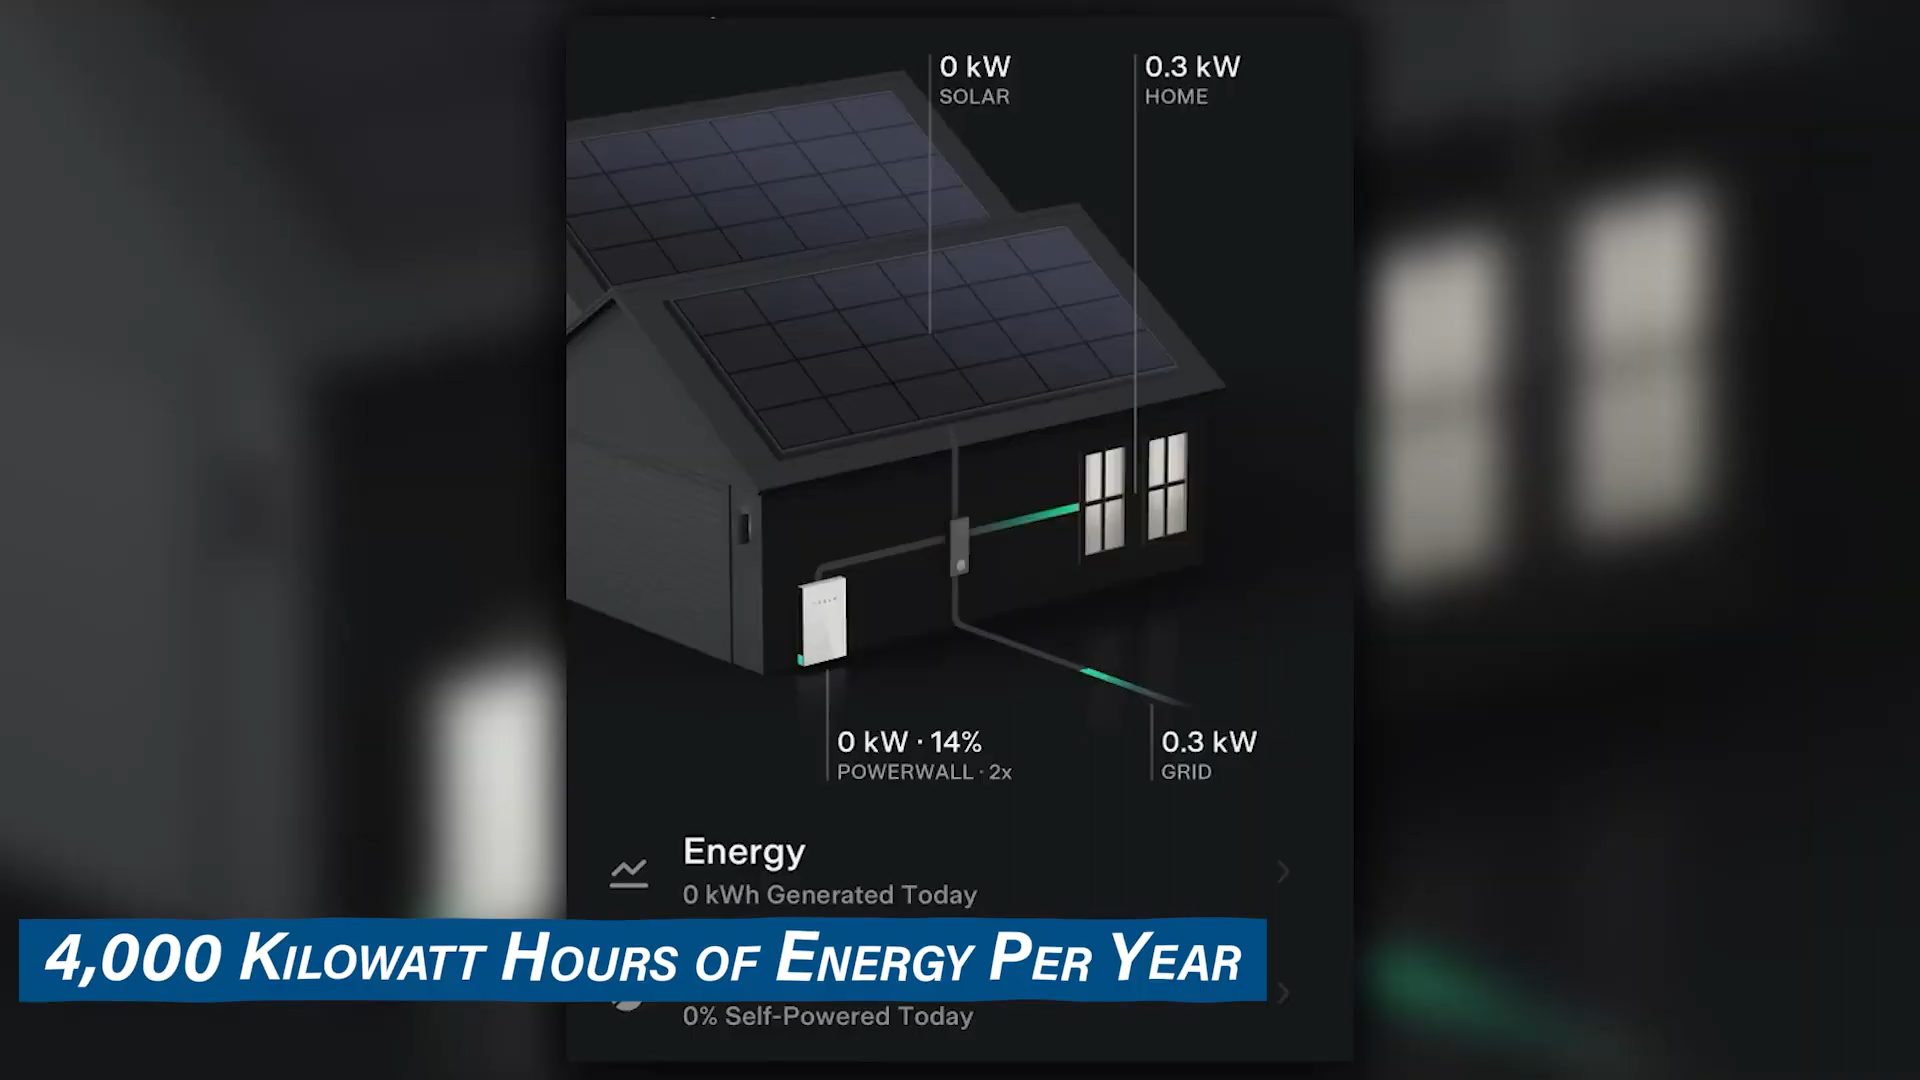 0 kW
SOLAR
0.3 kW
HOME
TESLA
0 kW · 14%
POWERWALL · 2x
0.3 kW
GRID
Energy
0 kWh Generated Today
4,000 KILOWATT HOURS OF ENERGY PER YEAR
0% Self-Powered Today